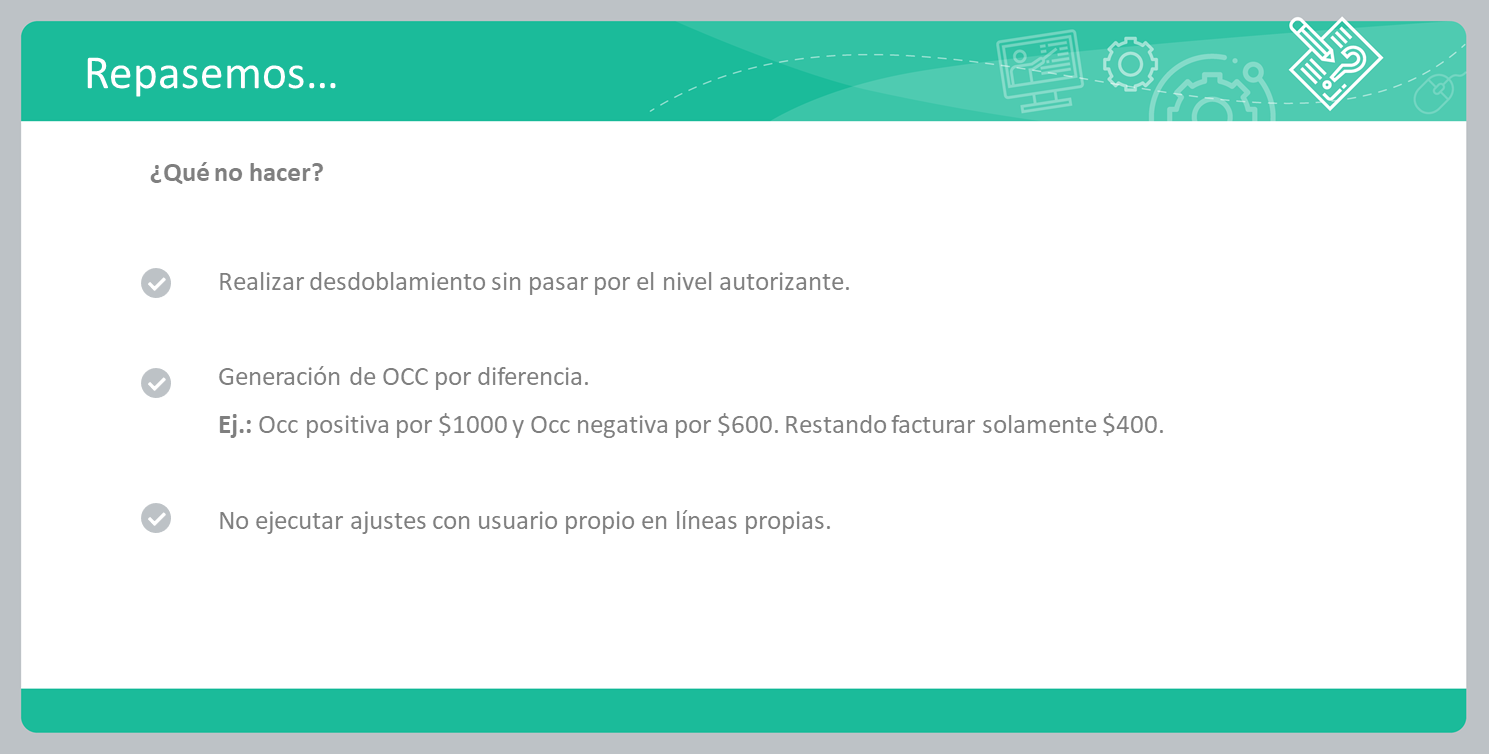 Repasemos...
¿Qué no hacer?
Realizar desdoblamiento sin pasar por el nivel autorizante.
Generación de OCC por diferencia.
Ej.: Occ positiva por $1000 y Occ negativa por $600. Restando facturar solamente $400.
No ejecutar ajustes con usuario propio en líneas propias.